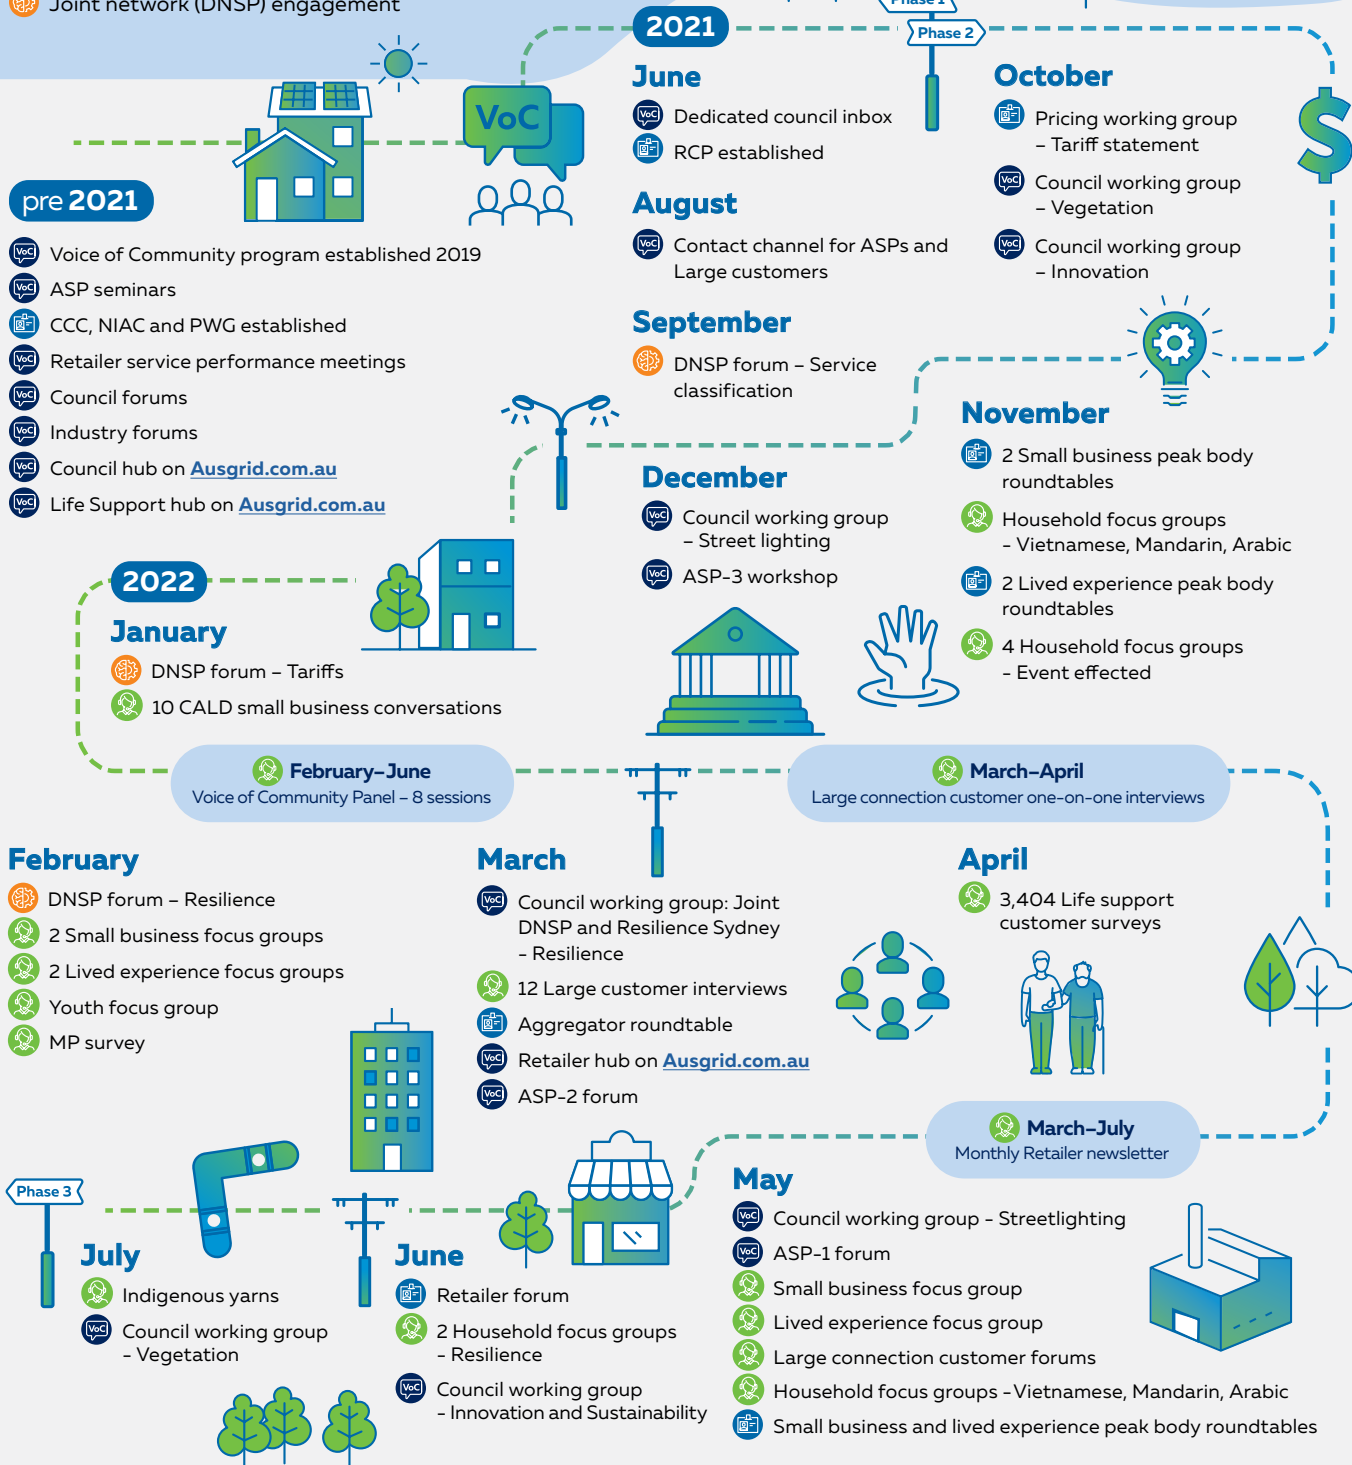 Joint network (DNSP) engagement
Phase 1
Phase 2
VoC
pre 2021
Voice of Community program established 2019
ASP seminars
CCC, NIAC and PWG established
Retailer service performance meetings
Council forums
Industry forums
Council hub on Ausgrid.com.au
Life Support hub on Ausgrid.com.au
2021
June
Dedicated council inbox
RCP established
August
Contact channel for ASPs and
Large customers
September
DNSP forum – Service
classification
October
Pricing working group
– Tariff statement
Council working group
– Vegetation
Council working group
– Innovation
$
November
2 Small business peak body
roundtables
Household focus groups
- Vietnamese, Mandarin, Arabic
2 Lived experience peak body
roundtables
4 Household focus groups
- Event effected
December
Council working group
– Street lighting
ASP-3 workshop
2022
January
DNSP forum – Tariffs
10 CALD small business conversations
February–June
Voice of Community Panel – 8 sessions
March–April
Large connection customer one-on-one interviews
February
DNSP forum – Resilience
2 Small business focus groups
2 Lived experience focus groups
Youth focus group
MP survey
March
Council working group: Joint
DNSP and Resilience Sydney
- Resilience
12 Large customer interviews
Aggregator roundtable
Retailer hub on Ausgrid.com.au
ASP-2 forum
April
3,404 Life support
customer surveys
March–July
Monthly Retailer newsletter
May
Council working group - Streetlighting
ASP-1 forum
Small business focus group
Lived experience focus group
Large connection customer forums
Household focus groups - Vietnamese, Mandarin, Arabic
Small business and lived experience peak body roundtables
June
Retailer forum
2 Household focus groups
- Resilience
Council working group
- Innovation and Sustainability
Phase 3
July
Indigenous yarns
Council working group
- Vegetation